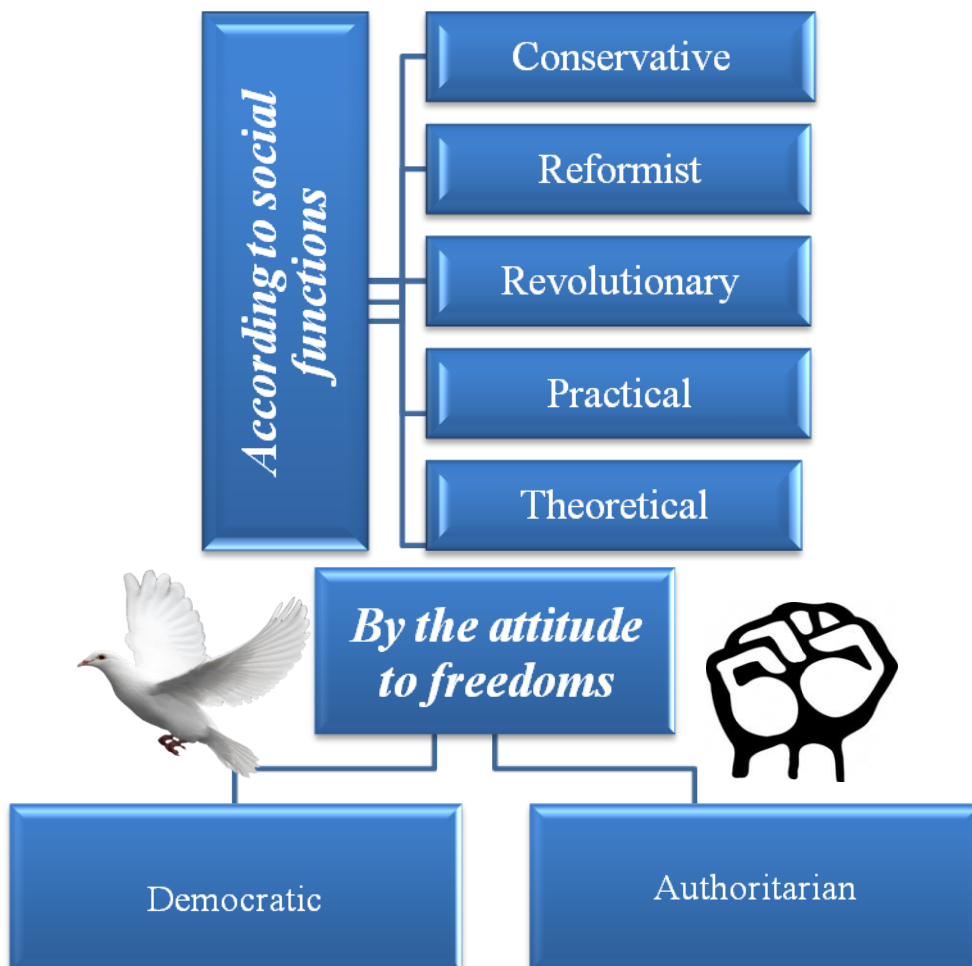 According to social
functions
Conservative
Reformist
Revolutionary
Practical
Theoretical
By the attitude
to freedoms
Democratic
Authoritarian